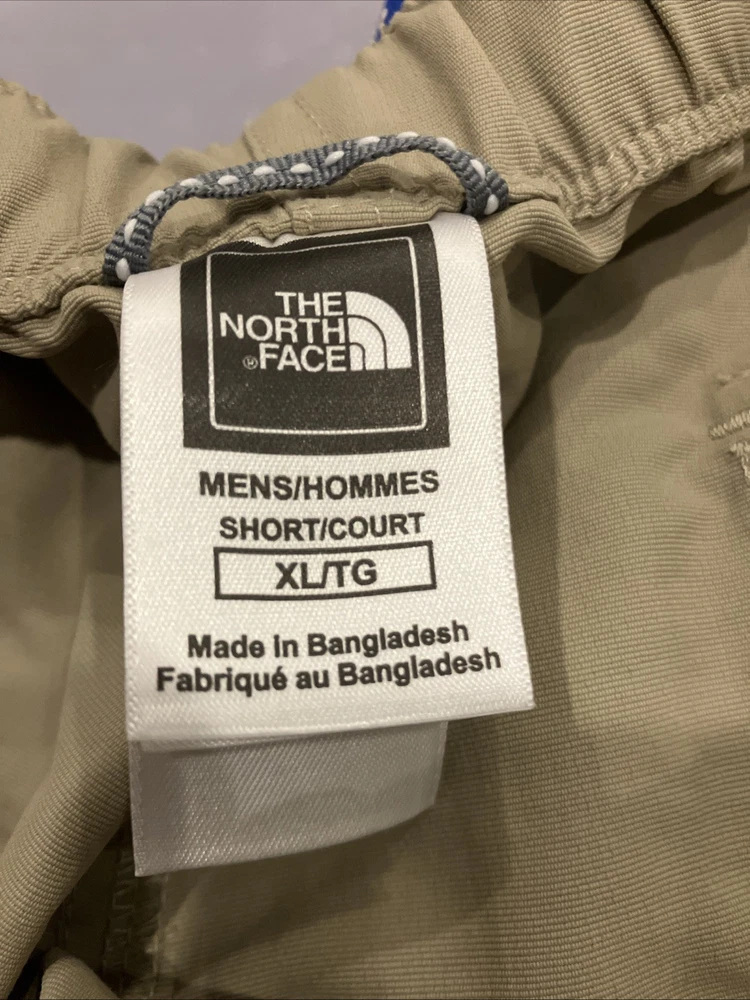 THE
NORTH
®FACE
MENS/HOMMES
SHORT/COURT
XL/TG
Made In Bangladesh
Fabriqué au Bangladesh